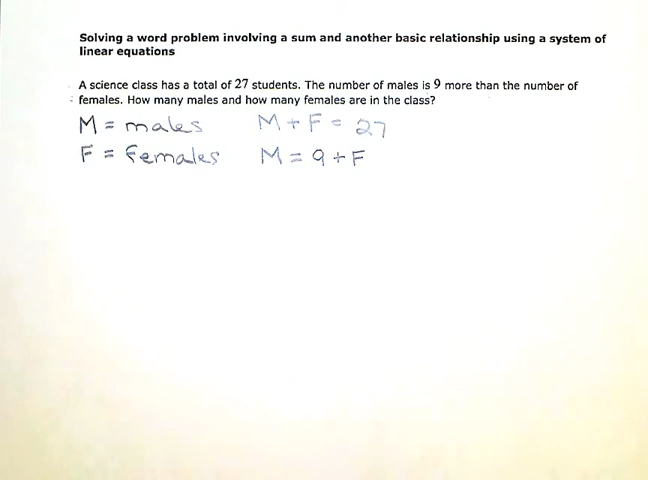 Solving a word problem involving a sum and another basic relationship using a system of
linear equations
A science class has a total of 27 students. The number of males is 9 more than the number of
females. How many males and how many females are in the class?
M = males M + F = 27
F = females M = 9 + F